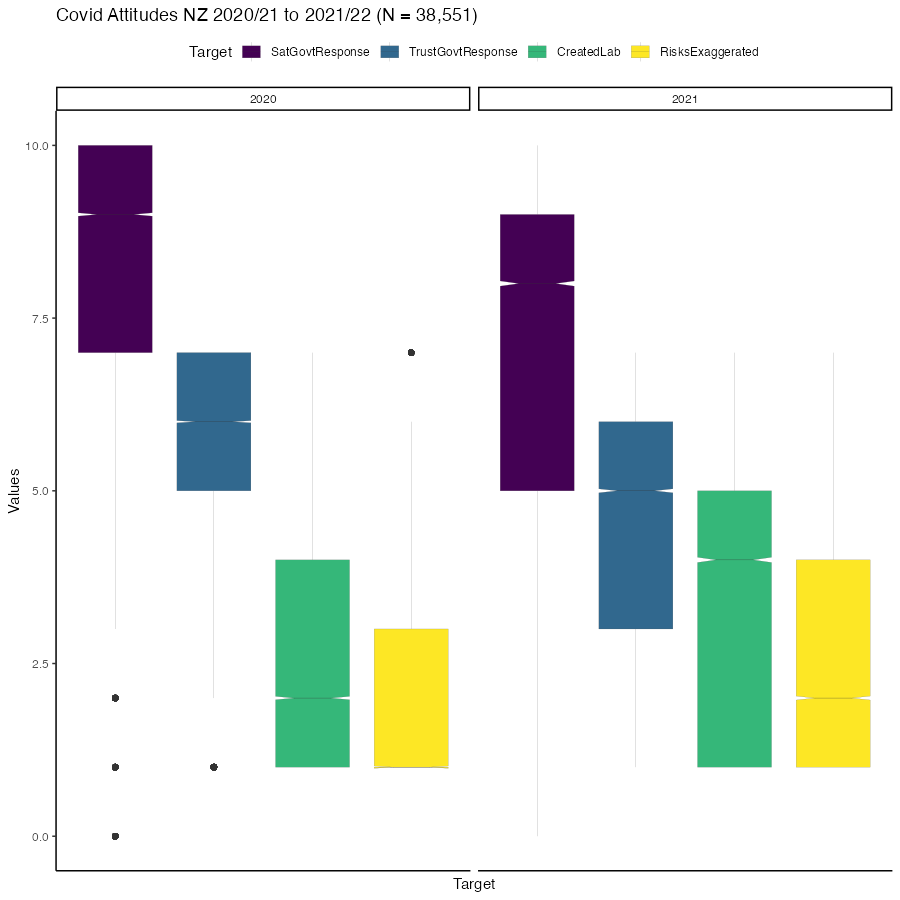 Covid Attitudes NZ 2020/21 to 2021/22 (N = 38,551)
Target SatGovtResponse TrustGovtResponse CreatedLab RisksExaggerated
2020 2021
10.0
7.5
5.0
2.5
0.0
Values
Target